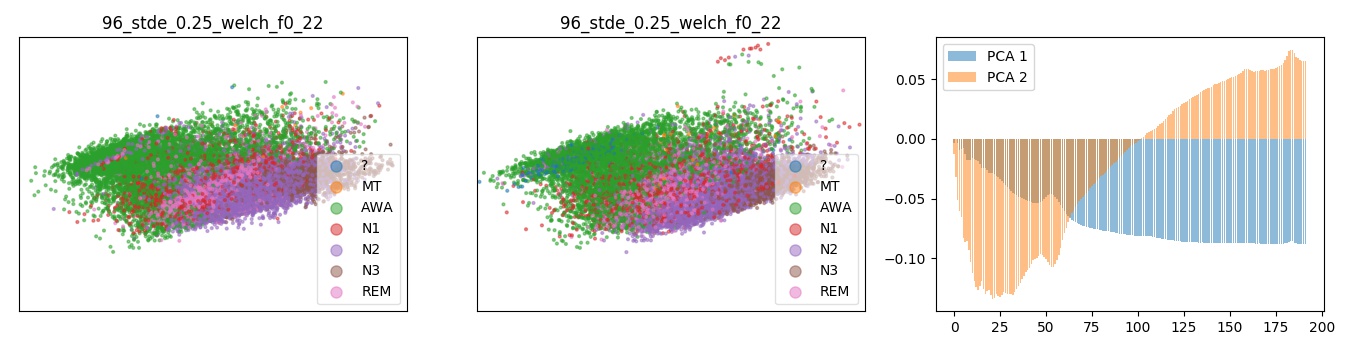 96_stde_0.25_welch_f0_22
?
MT
AWA
N1
N2
N3
REM
96_stde_0.25_welch_f0_22
?
MT
AWA
N1
N2
N3
REM
PCA 1
PCA 2
0.05
0.00
−0.05
−0.10
0 25 50 75 100 125 150 175 200